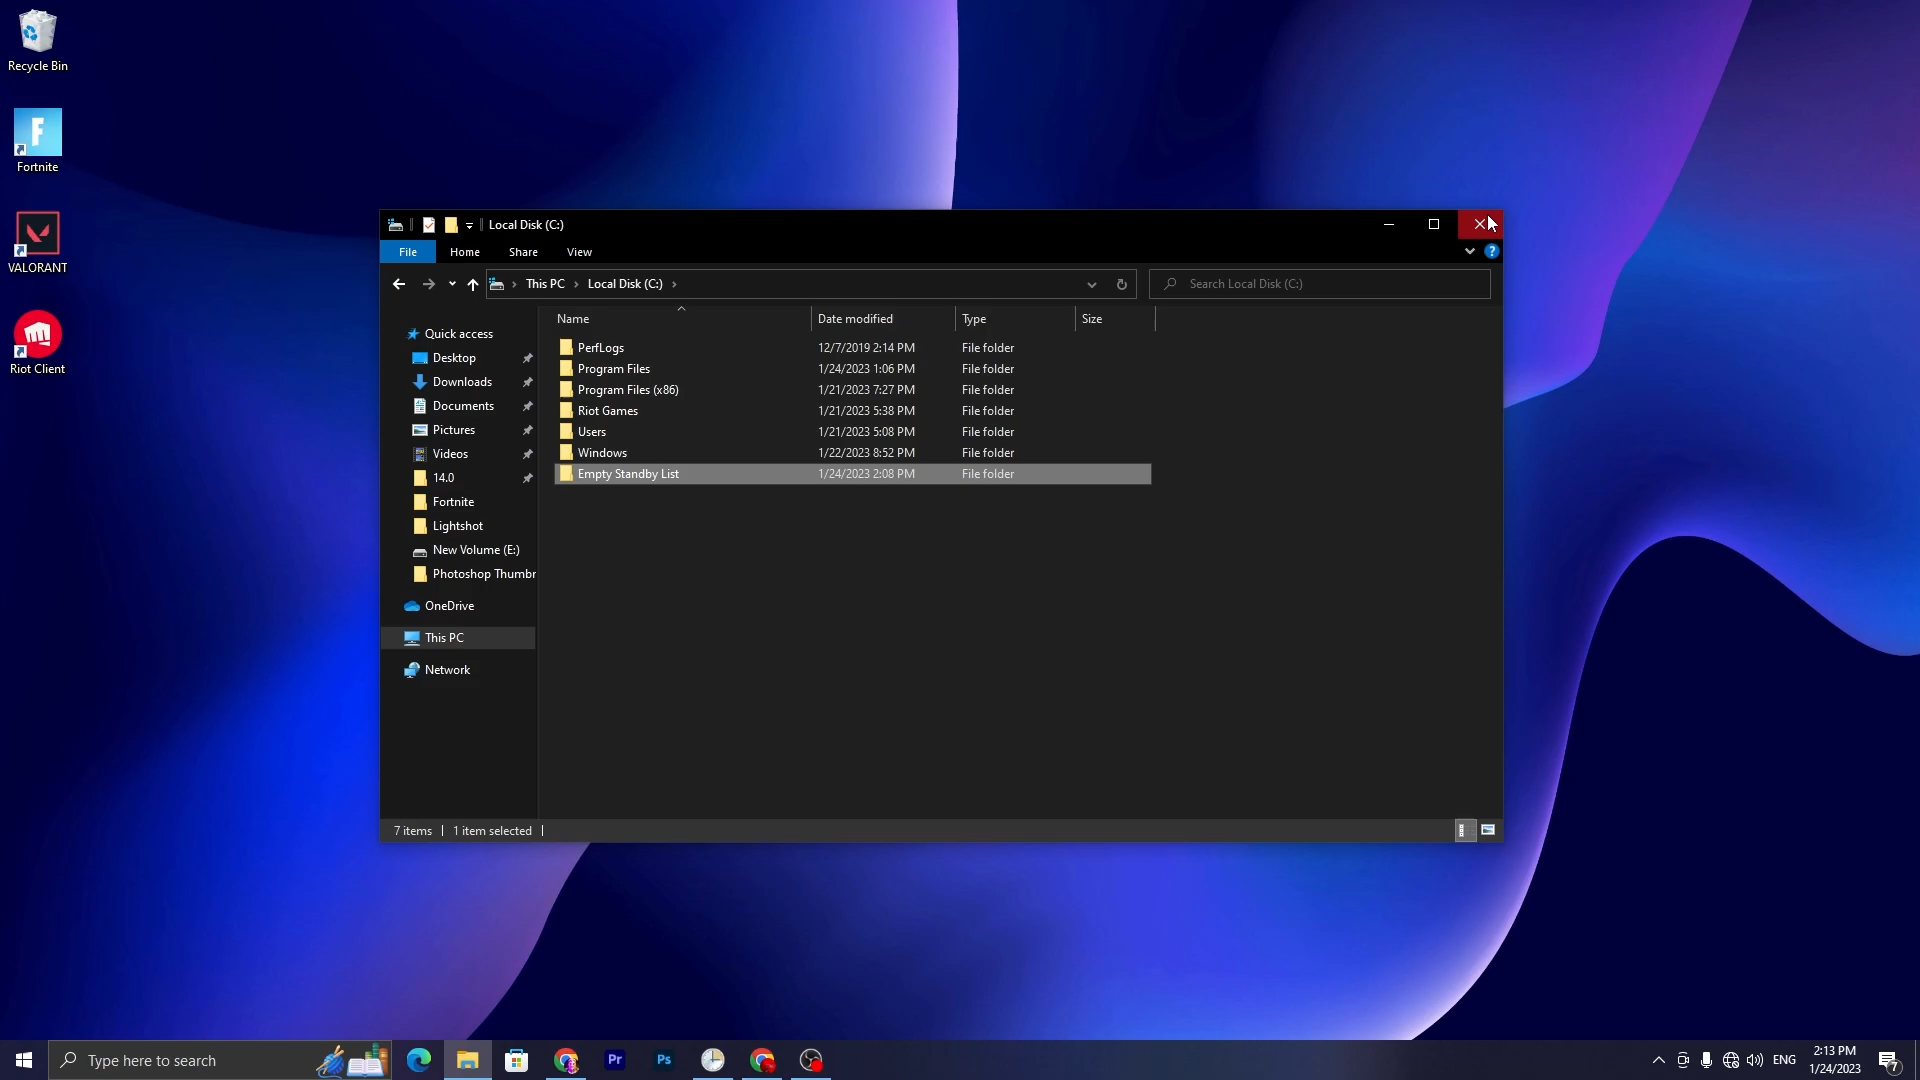 Recycle Bin
Fortnite
VALORANT
Riot Client
Local Disk (C:)
File Home Share View
This PC Local Disk (C:)
Search Local Disk (C:)
Name Date modified Type Size
Quick access
Desktop
Downloads
Documents
Pictures
Videos
14.0
Fortnite
Lightshot
New Volume (E:)
Photoshop Thumbr
OneDrive
This PC
Network
PerfLogs 12/7/2019 2:14 PM File folder
Program Files 1/24/2023 1:06 PM File folder
Program Files (x86) 1/21/2023 7:27 PM File folder
Riot Games 1/21/2023 5:38 PM File folder
Users 1/21/2023 5:08 PM File folder
Windows 1/22/2023 8:52 PM File folder
Empty Standby List 1/24/2023 2:08 PM File folder
7 items 1 item selected
Type here to search
Pr
Ps
ENG
2:13 PM
1/24/2023
7